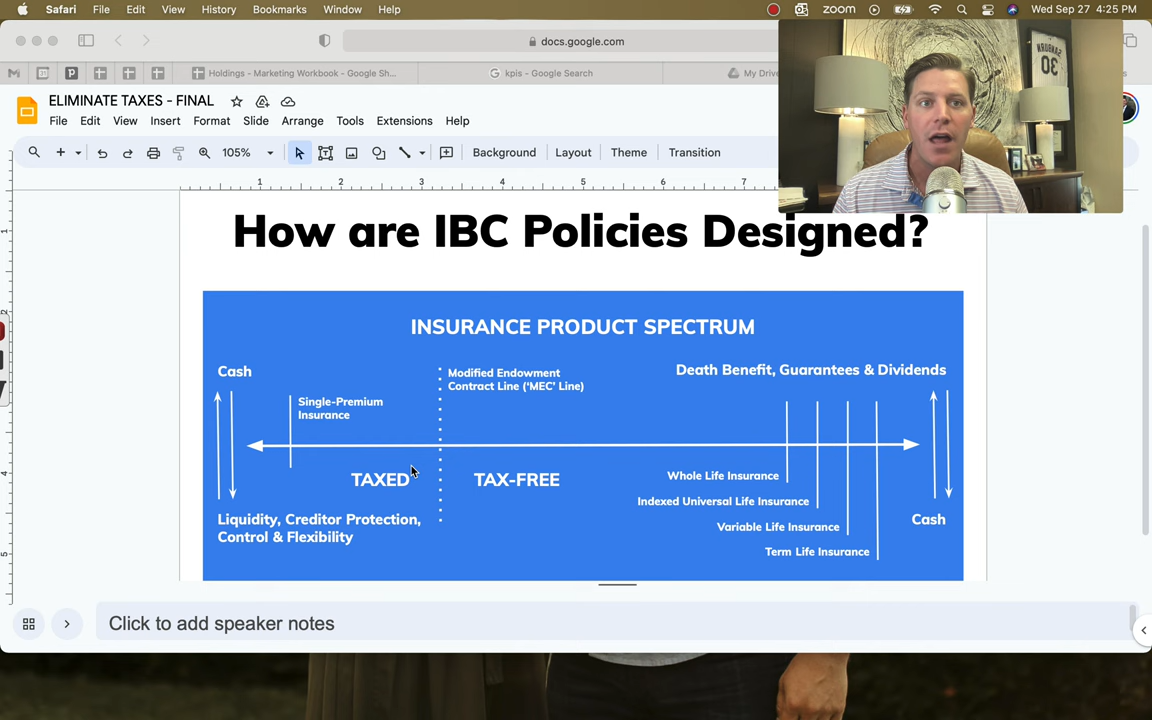 Safari File Edit View History Bookmarks Window Help
zoom Wed Sep 27 4:25 PM
docs.google.com
Holdings - Marketing Workbook - Google Sh...
kpis - Google Search
My Drive
ELIMINATE TAXES - FINAL
File Edit View Insert Format Slide Arrange Tools Extensions Help
105%
Background Layout Theme Transition
1 2 3 4 5 6 7
30
How are IBC Policies Designed?
INSURANCE PRODUCT SPECTRUM
Cash
Single-Premium
Insurance
Modified Endowment
Contract Line ('MEC' Line)
Death Benefit, Guarantees & Dividends
TAXED
TAX-FREE
Liquidity, Creditor Protection,
Control & Flexibility
Whole Life Insurance
Indexed Universal Life Insurance
Variable Life Insurance
Term Life Insurance
Cash
Click to add speaker notes